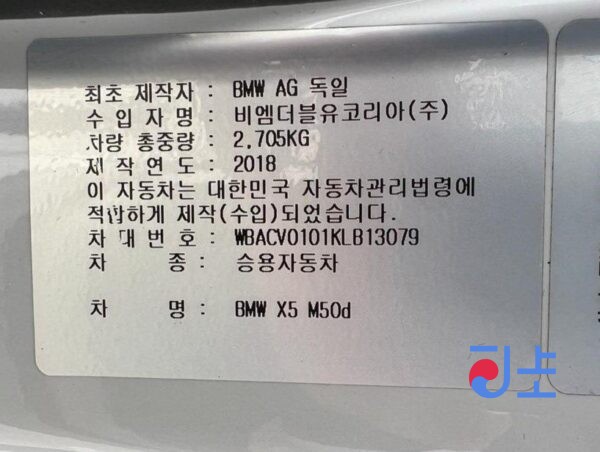 최초 제작자 : BMW AG 독일
수 입 자 명 : 비엠더블유코리아(주)
차량 총중량 : 2,705KG
제 작 연 도 : 2018
이 자동차는 대한민국 자동차관리법령에
적합하게 제작(수입)되었습니다.
차 대 번 호 : WBACV0101KLB13079
차 종 : 승용자동차
차 명 : BMW X5 M50d